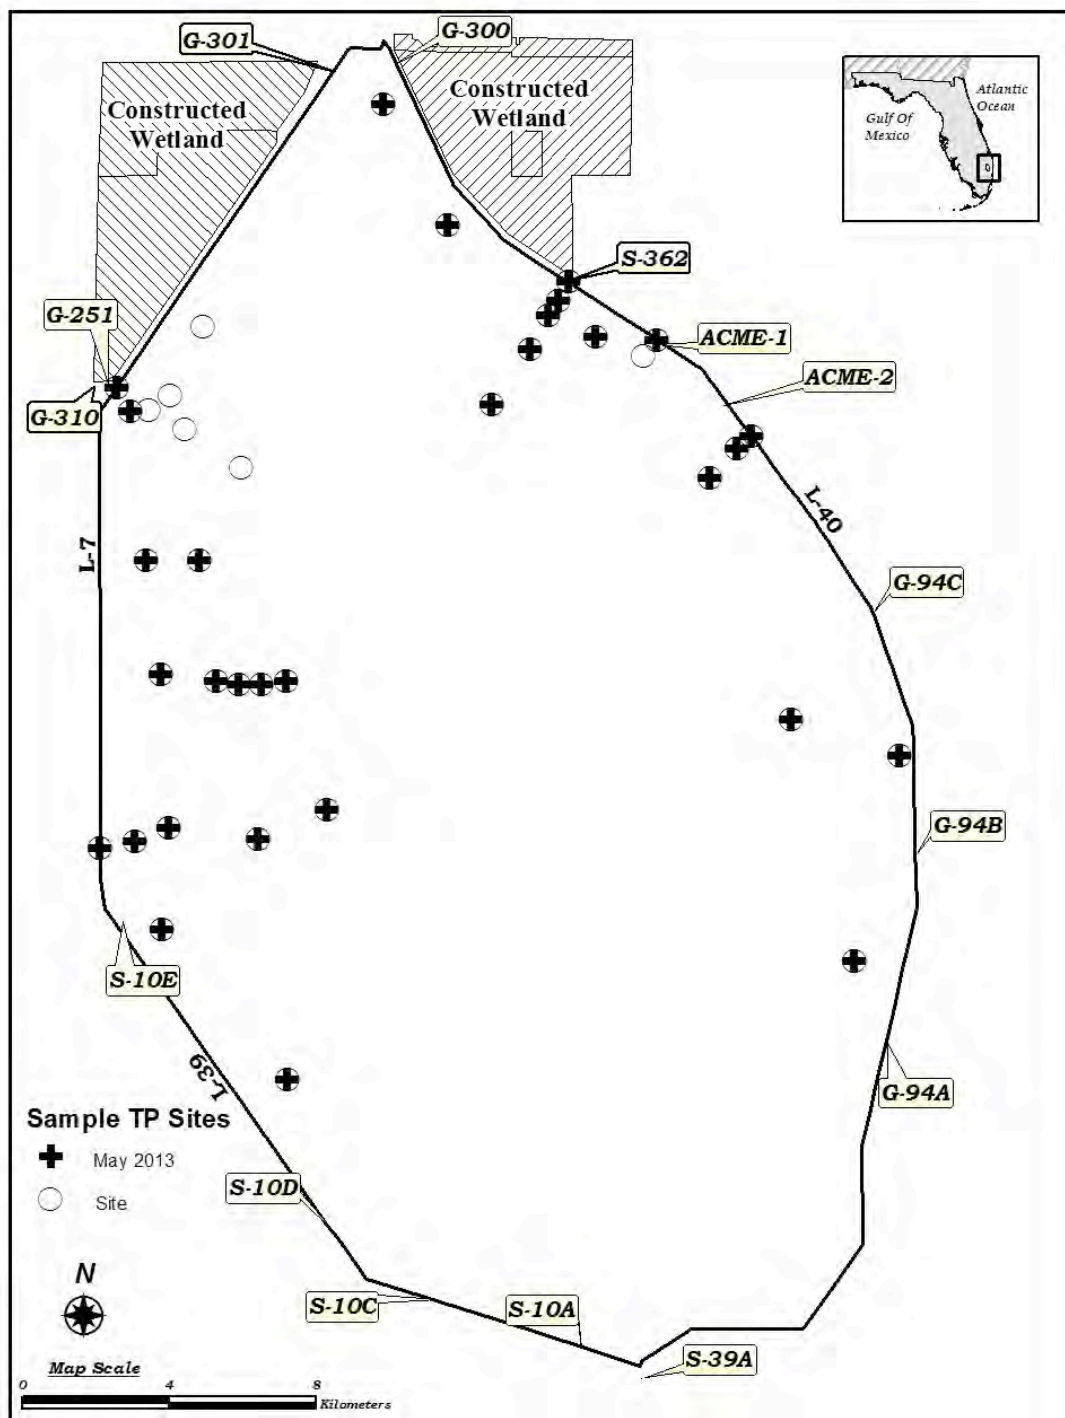 G-301
G-300
Constructed
Wetland
Constructed
Wetland
Atlantic
Ocean
Gulf Of
Mexico
S-362
G-251
ACME-1
ACME-2
G-310
L-40
L-7
G-94C
G-94B
S-10E
L-39
G-94A
Sample TP Sites
May 2013
Site
S-10D
N
S-10C
S-10A
S-39A
Map Scale
0 4 8
Kilometers